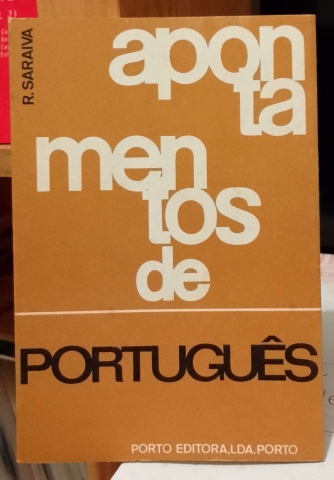 R. SARAIVA
apon
ta
men
tos
de
PORTUGUÊS
PORTO EDITORA, LDA. PORTO